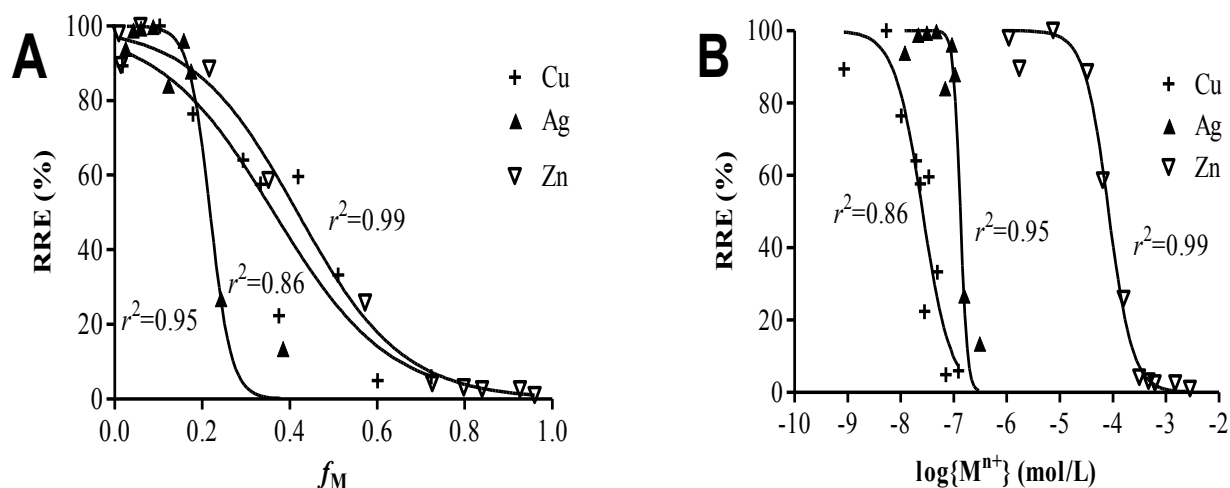 A
RRE (%)
100
80
60
40
20
0
0.0 0.2 0.4 0.6 0.8 1.0
f_M
+ Cu
▲ Ag
▽ Zn
r²=0.99
r²=0.86
r²=0.95
B
RRE (%)
100
80
60
40
20
0
-10 -9 -8 -7 -6 -5 -4 -3 -2
log{Mⁿ⁺} (mol/L)
+ Cu
▲ Ag
▽ Zn
r²=0.86
r²=0.95
r²=0.99